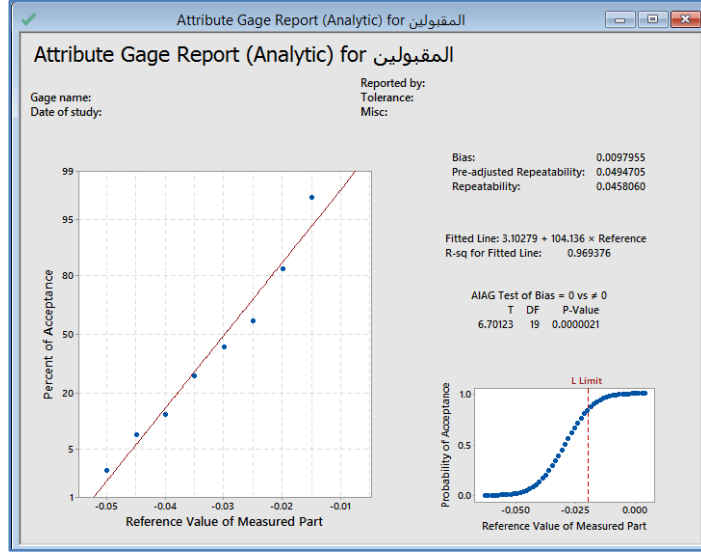 Attribute Gage Report (Analytic) for المقبولين
Attribute Gage Report (Analytic) for المقبولين
Gage name:
Date of study:
Reported by:
Tolerance:
Misc:
Bias: 0.0097955
Pre-adjusted Repeatability: 0.0494705
Repeatability: 0.0458060
Fitted Line: 3.10279 + 104.136 × Reference
R-sq for Fitted Line: 0.969376
AIAG Test of Bias = 0 vs ≠ 0
T DF P-Value
6.70123 19 0.0000021
Percent of Acceptance
99
95
80
50
20
5
1
-0.05 -0.04 -0.03 -0.02 -0.01
Reference Value of Measured Part
L Limit
Probability of Acceptance
1.0
0.5
0.0
-0.050 -0.025 0.000
Reference Value of Measured Part